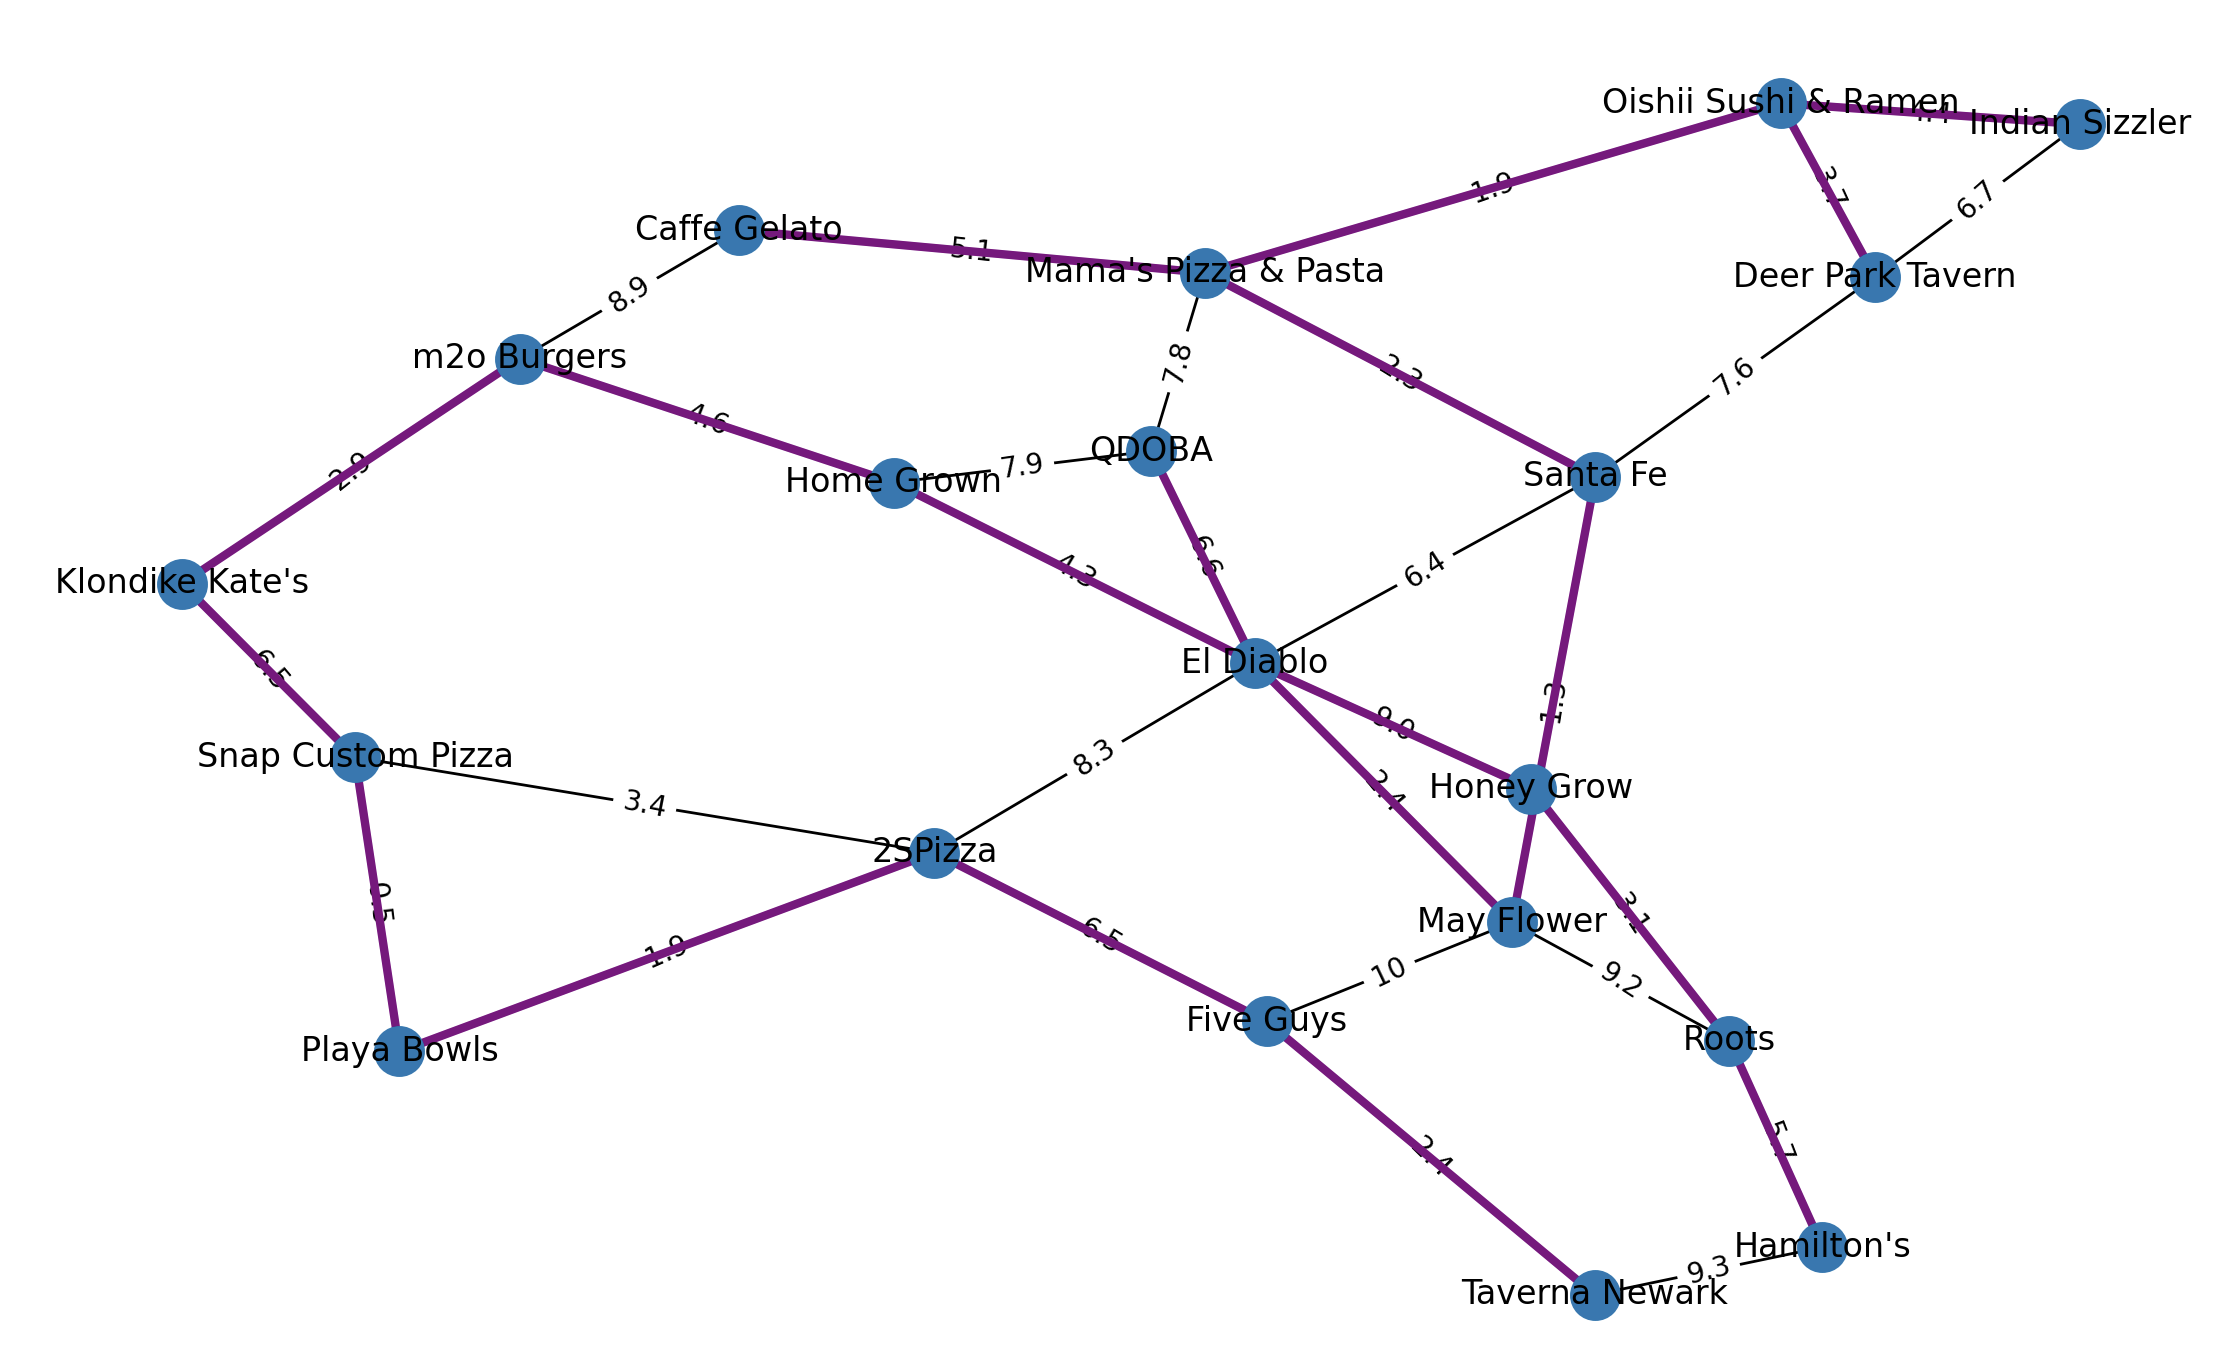 Oishii Sushi & Ramen
4.4
Indian Sizzler
3.7
6.7
1.9
Caffe Gelato
5.1
Mama's Pizza & Pasta
Deer Park Tavern
8.9
m2o Burgers
7.8
2.3
7.6
4.6
QDOBA
2.9
Home Grown
7.9
Santa Fe
6.6
4.3
6.4
Klondike Kate's
6.5
El Diablo
1.3
9.0
Snap Custom Pizza
8.3
2.4
Honey Grow
3.4
2SPizza
0.5
3.1
May Flower
1.9
6.5
10
9.2
Five Guys
Roots
Playa Bowls
2.4
5.7
Hamilton's
9.3
Taverna Newark